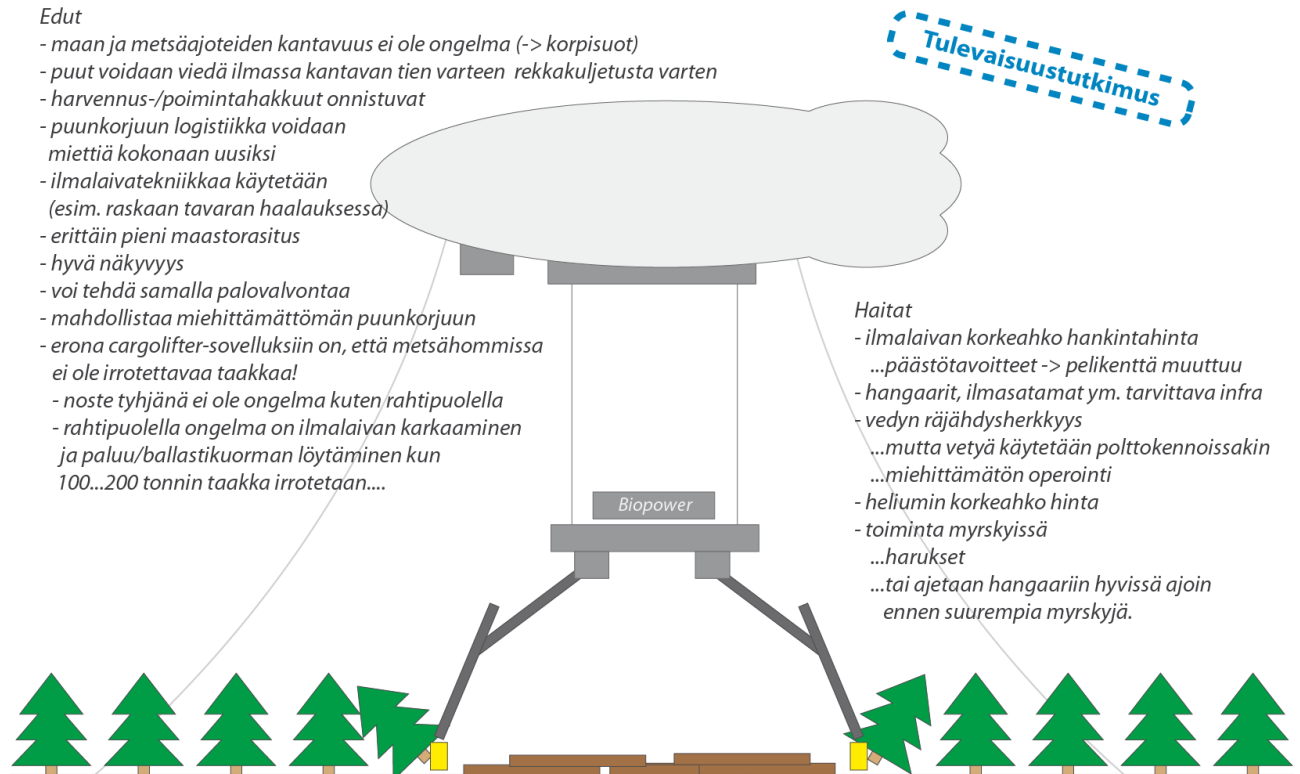 Edut
- maan ja metsäajoteiden kantavuus ei ole ongelma (-> korpisuot)
- puut voidaan viedä ilmassa kantavan tien varteen rekkakuljetusta varten
- harvennus-/poimintahakkuut onnistuvat
- puunkorjuun logistiikka voidaan
miettiä kokonaan uusiksi
- ilmalaivatekniikkaa käytetään
(esim. raskaan tavaran haalauksessa)
- erittäin pieni maastorasitus
- hyvä näkyvyys
- voi tehdä samalla palovalvontaa
- mahdollistaa miehittämättömän puunkorjuun
- erona cargolifter-sovelluksiin on, että metsähommissa
ei ole irrotettavaa taakkaa!
- noste tyhjänä ei ole ongelma kuten rahtipuolella
- rahtipuolella ongelma on ilmalaivan karkaaminen
ja paluu/ballastikuorman löytäminen kun
100...200 tonnin taakka irrotetaan....
Tulevaisuustutkimus
Haitat
- ilmalaivan korkeahko hankintahinta
...päästötavoitteet -> pelikenttä muuttuu
- hangaarit, ilmasatamat ym. tarvittava infra
- vedyn räjähdysherkkyys
...mutta vetyä käytetään polttokennoissakin
...miehittämätön operointi
- heliumin korkeahko hinta
- toiminta myrskyissä
...harukset
...tai ajetaan hangaariin hyvissä ajoin
ennen suurempia myrskyjä.
Biopower